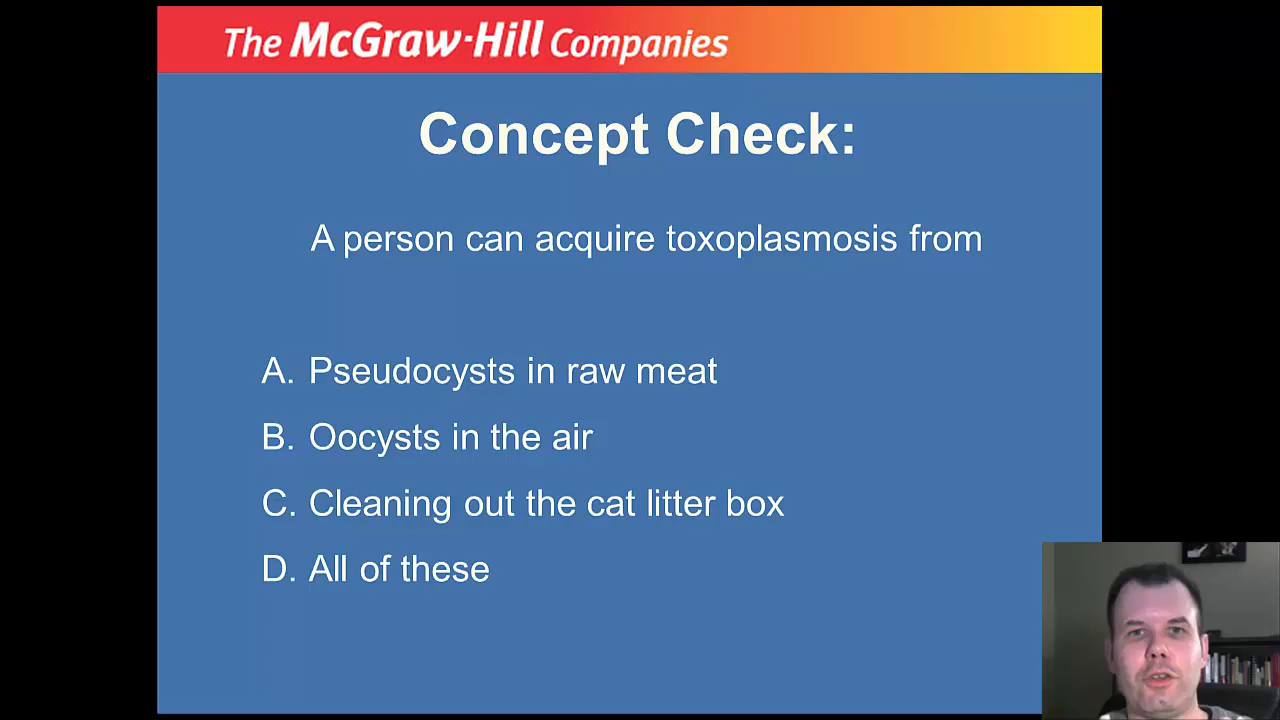 The McGraw-Hill Companies
Concept Check:
A person can acquire toxoplasmosis from
A. Pseudocysts in raw meat
B. Oocysts in the air
C. Cleaning out the cat litter box
D. All of these